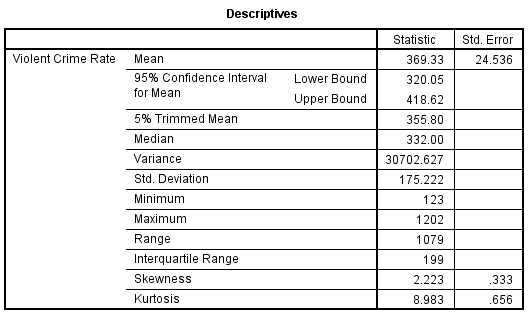 Descriptives
Statistic Std. Error
Violent Crime Rate Mean 369.33 24.536
95% Confidence Interval for Mean Lower Bound 320.05
Upper Bound 418.62
5% Trimmed Mean 355.80
Median 332.00
Variance 30702.627
Std. Deviation 175.222
Minimum 123
Maximum 1202
Range 1079
Interquartile Range 199
Skewness 2.223 .333
Kurtosis 8.983 .656